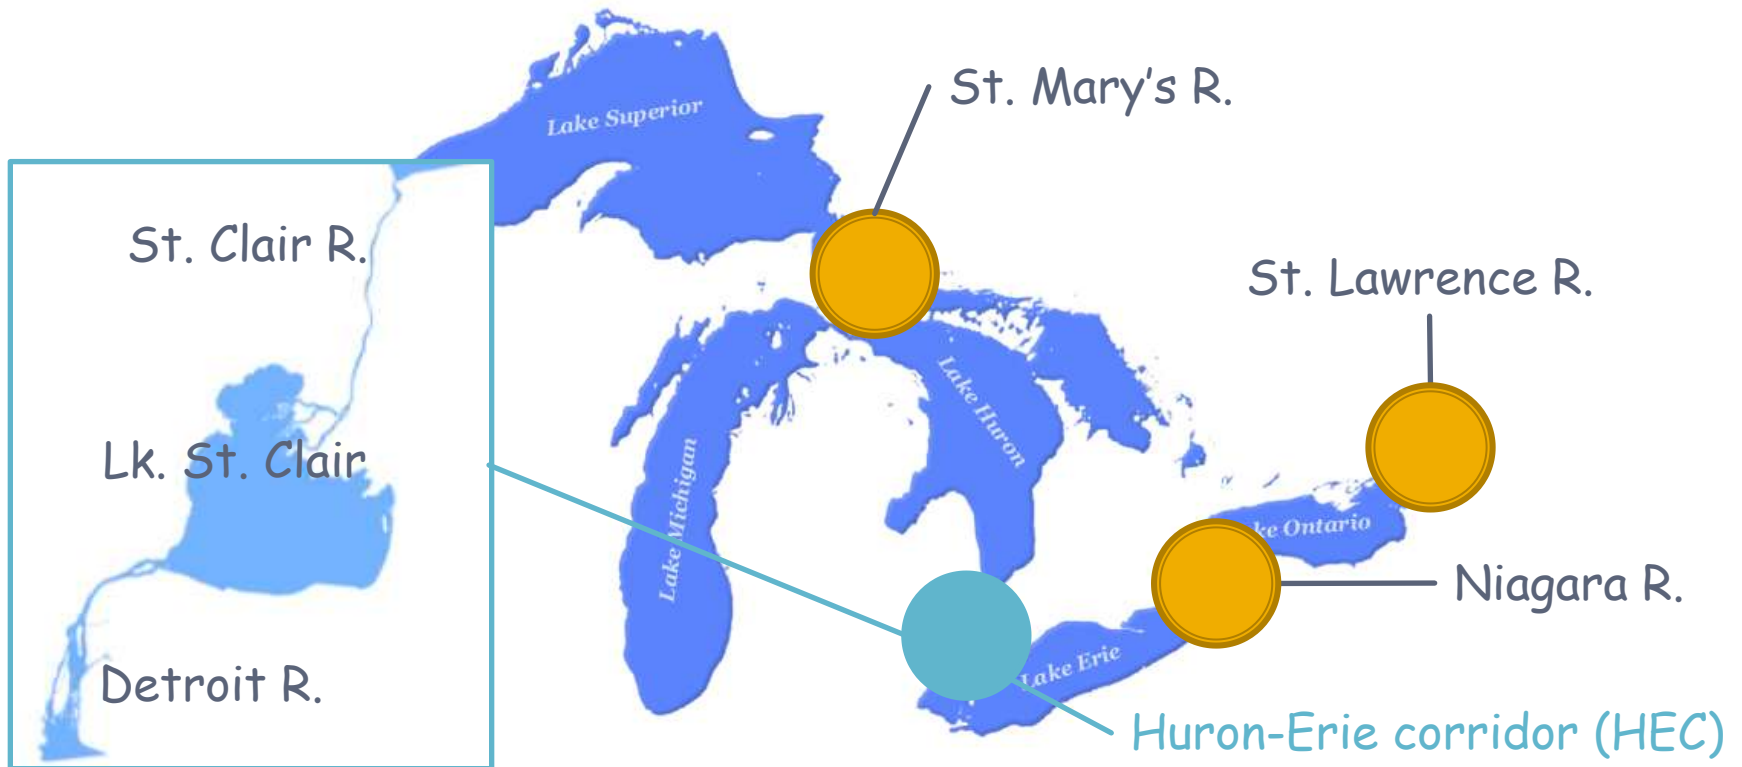 St. Mary's R.
Lake Superior
St. Clair R.
St. Lawrence R.
Lake Huron
Lk. St. Clair
Lake Michigan
ke Ontario
Niagara R.
Lake Erie
Detroit R.
Huron-Erie corridor (HEC)